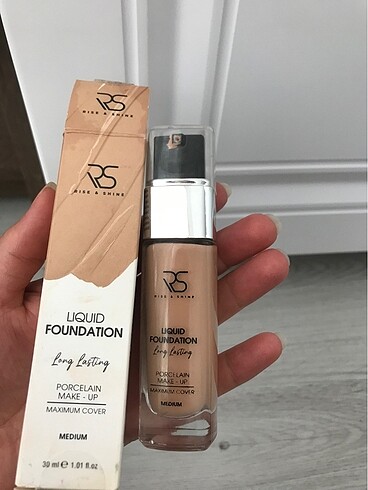 RS
RISE & SHINE
RS
RISE & SHINE
LIQUID
FOUNDATION
Long Lasting
PORCELAIN
MAKE - UP
MAXIMUM COVER
MEDIUM
30 ml e 1.01 fl.oz
RS
RISE & SHINE
LIQUID
FOUNDATION
Long Lasting
PORCELAIN
MAKE - UP
MAXIMUM COVER
MEDIUM